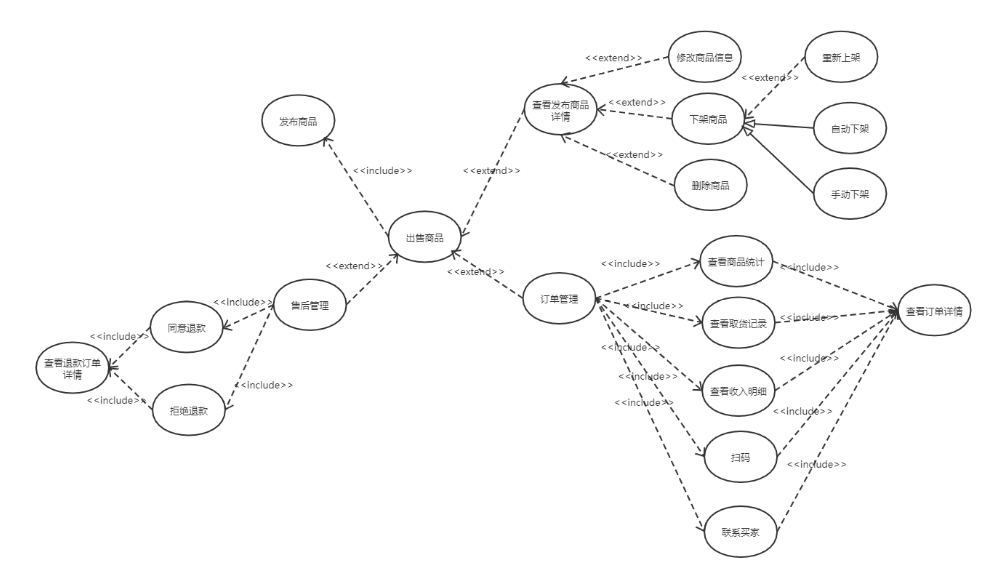 <<extend>>
修改商品信息
重新上架
<<extend>>
查看发布商品
详情
<<extend>>
下架商品
自动下架
发布商品
<<extend>>
<<include>>
<<extend>>
删除商品
手动下架
出售商品
<<extend>>
<<extend>>
<<include>>
查看商品统计
<<include>>
售后管理
订单管理
<<include>>
同意退款
<<include>>
查看取货记录
<<include>>
查看订单详情
<<include>>
查看退款订单
详情
<<include>>
<<include>>
<<include>>
<<include>>
查看收入明细
<<include>>
拒绝退款
<<include>>
<<include>>
扫码
<<include>>
联系买家